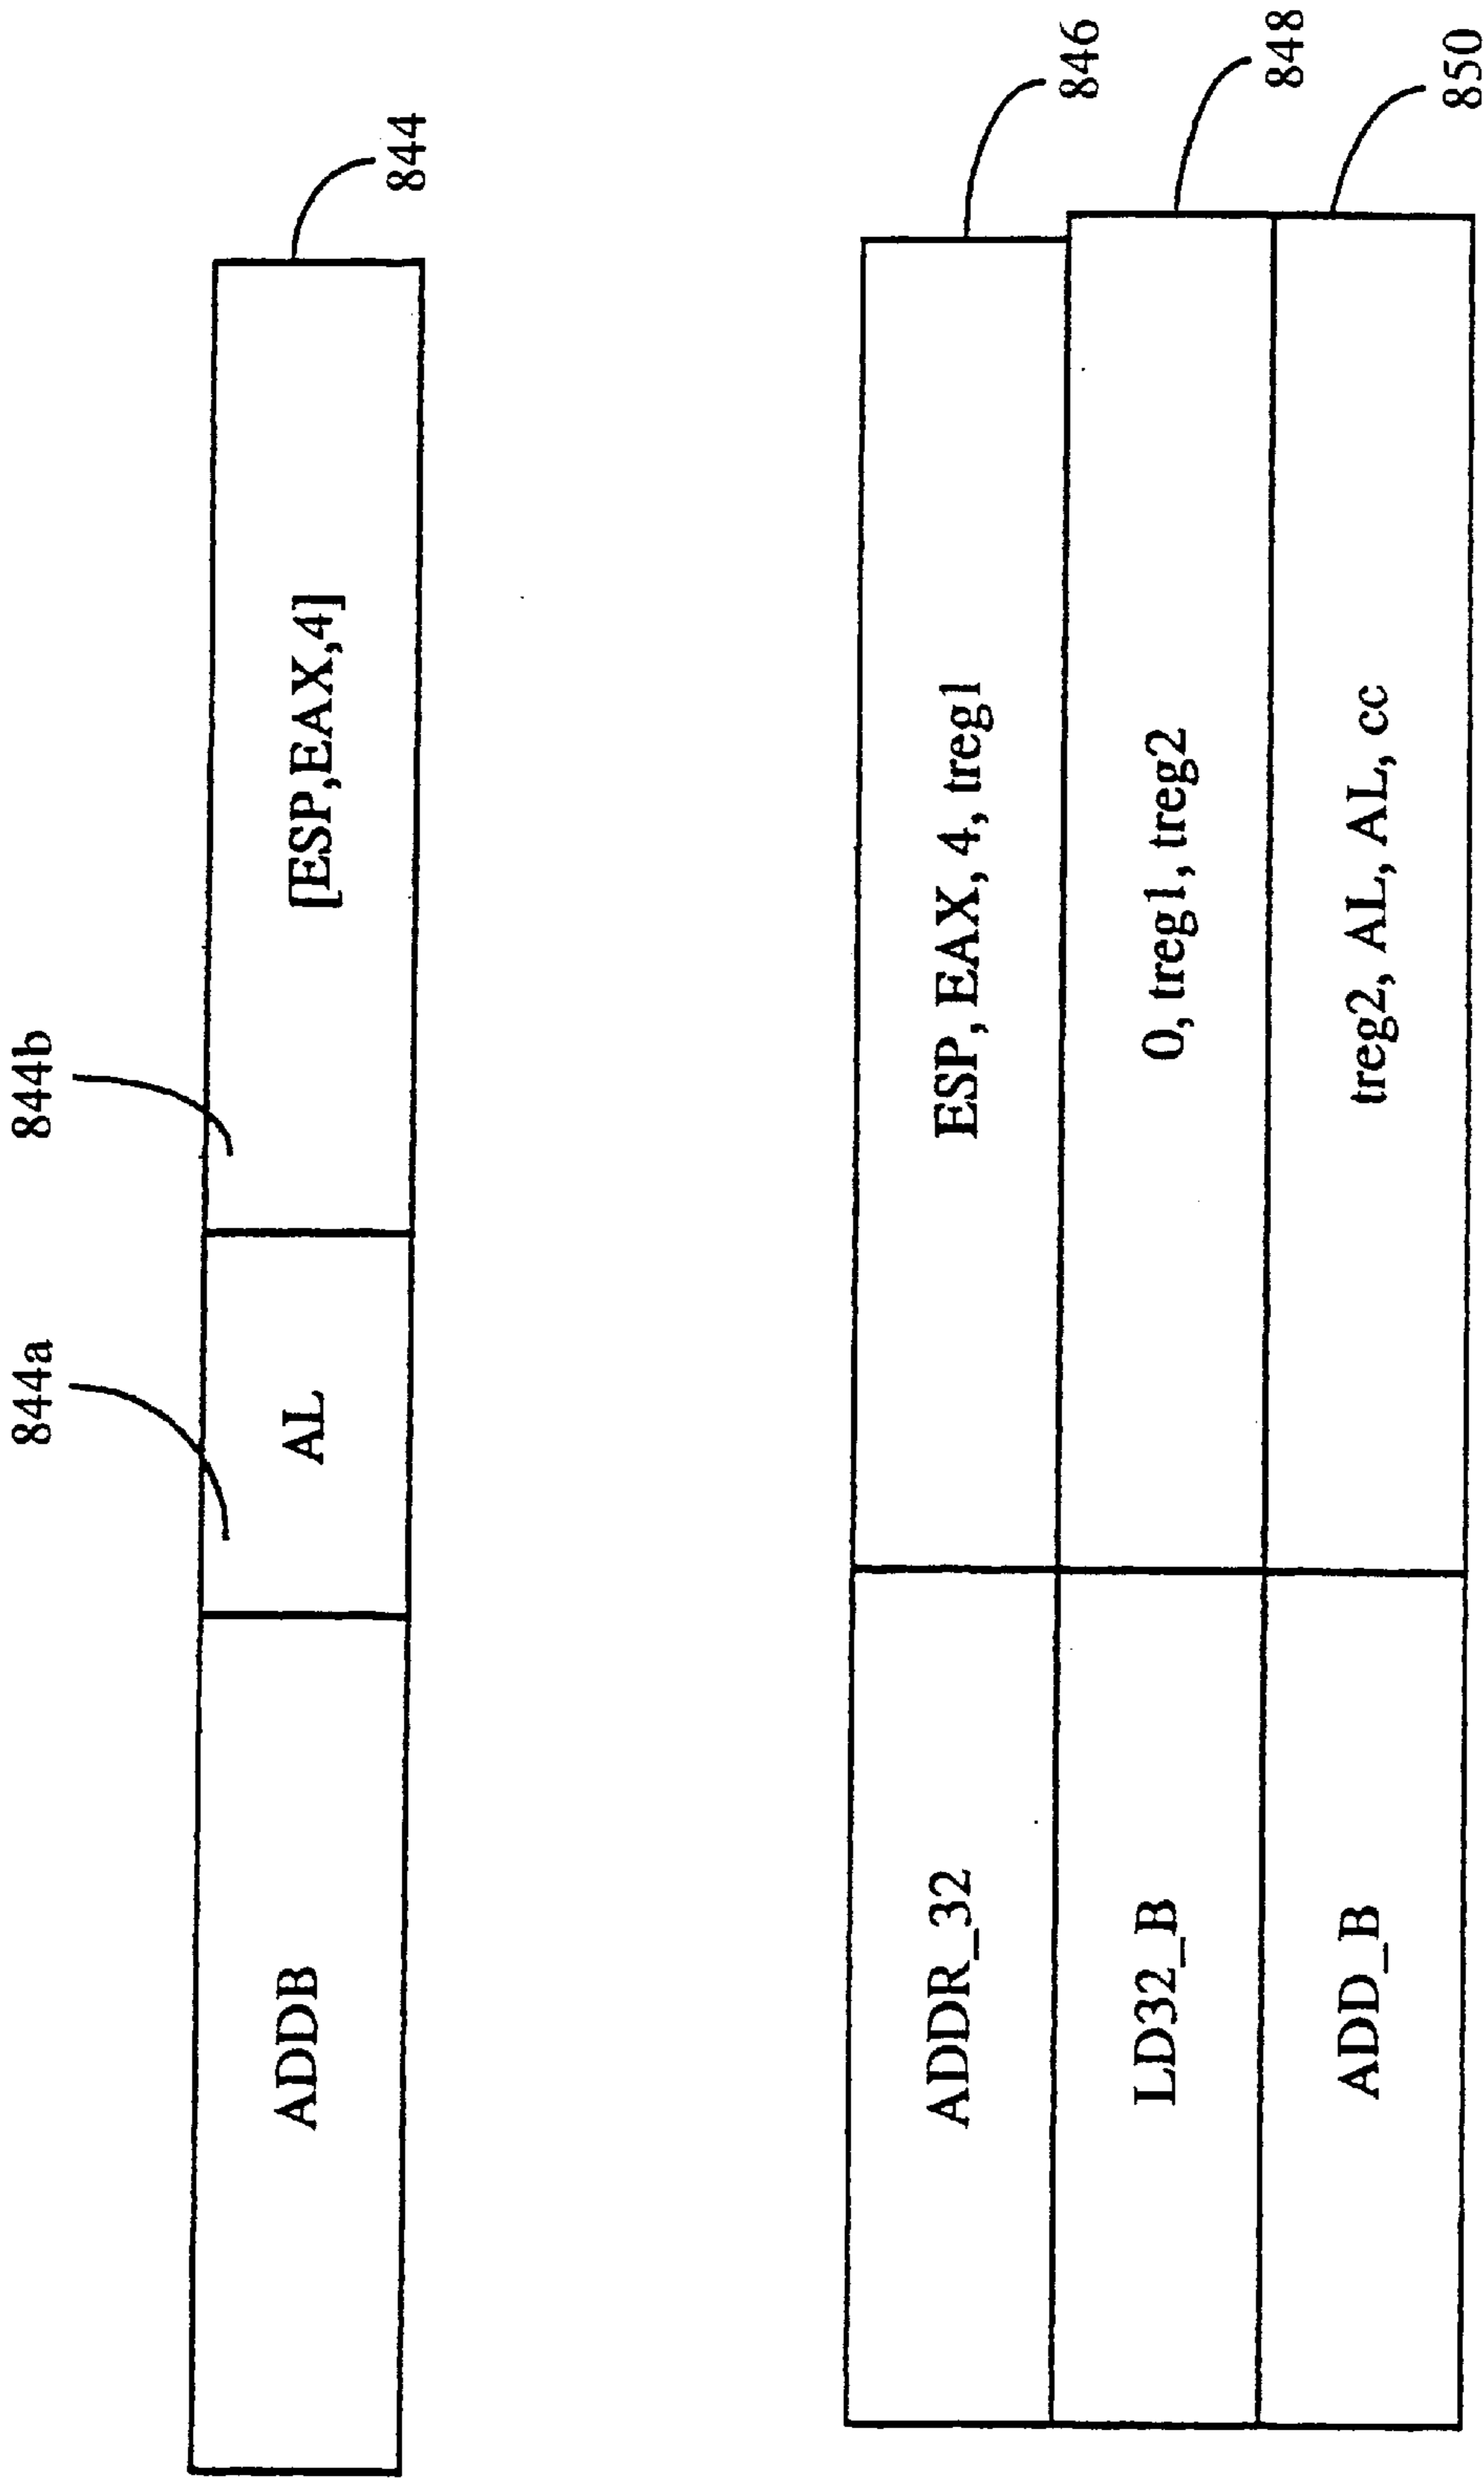 844a
844b
ADDB AL [ESP,EAX,4]
844
ADDR_32 ESP, EAX, 4, treg1
846
LD32_B 0, treg1, treg2
848
ADD_B treg2, AL, AL, cc
850